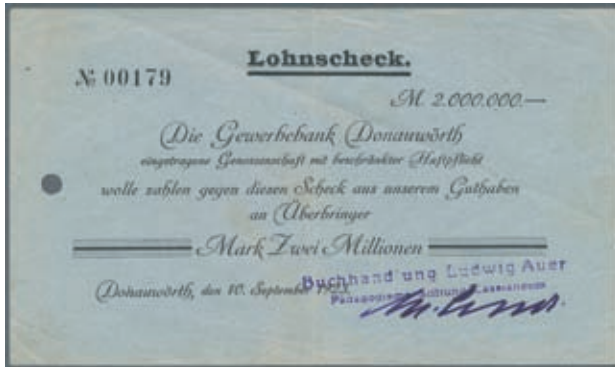 Lohnscheck.
№ 00179
M. 2.000.000.—
Die Gewerbebank Donauwörth
eingetragene Genossenschaft mit beschränkter Haftpflicht
wolle zahlen gegen diesen Scheck aus unserem Guthaben
an Überbringer
Mark Zwei Millionen
Donauwörth, den 10. September 1923.
Buchhandlung Ludwig Auer